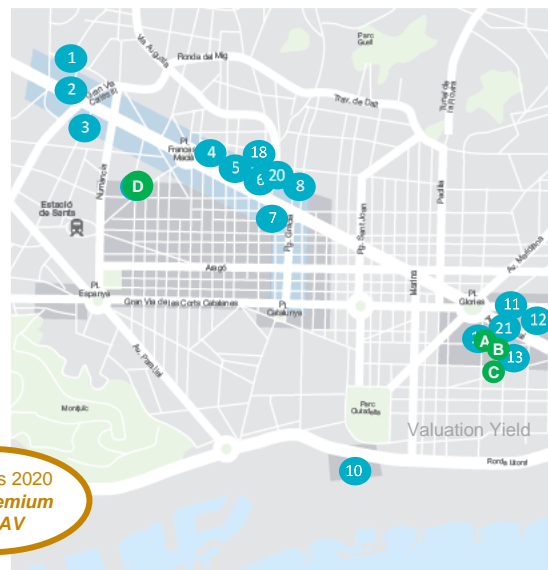 Parc
Guell
Via Augusta
Ronda del Mig
1
2
Gran Via
Carles III
Trav. de Dalt
3
Pl.
Francesc
Macià
4
18
5
6
20
8
Numància
D
Estació
de Sants
7
Pg. Gràcia
Pg. Sant Joan
Padilla
Marina
Av. Meridiana
Aragó
Pl.
Espanya
Gran Via de les Corts Catalanes
Pl.
Catalunya
Pl.
Glories
11
12
21
A
B
13
C
Av. Paral·lel
Montjuïc
Parc
Ciutadella
Valuation Yield
Ronda Litoral
10
s 2020
emium
AV